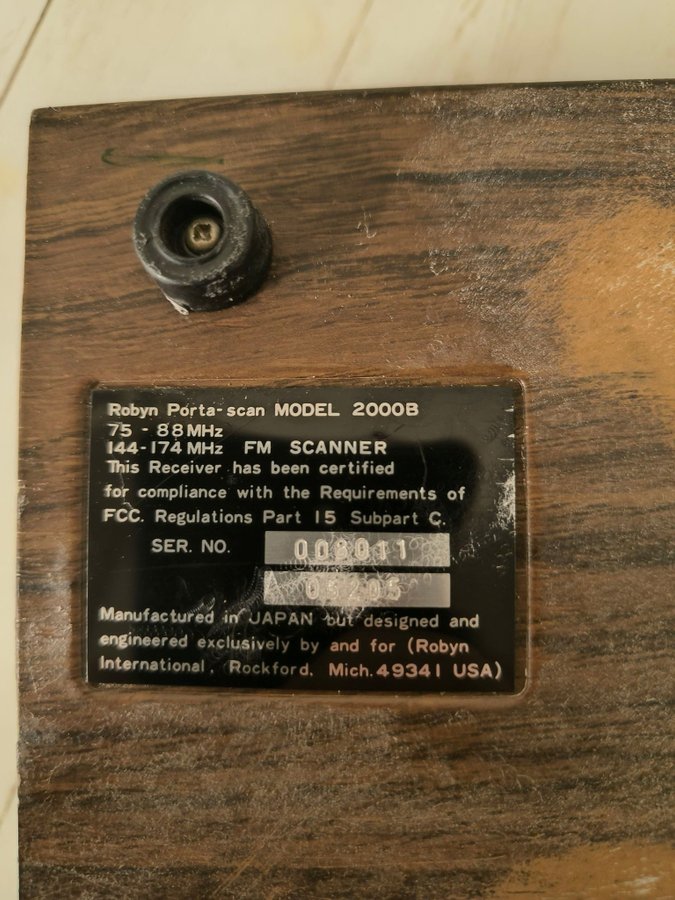 Robyn Porta-scan MODEL 2000B
75 - 88MHz
144-174MHz FM SCANNER
This Receiver has been certified
for compliance with the Requirements of
FCC. Regulations Part 15 Subpart C.
SER. NO. 003011
05205
Manufactured in JAPAN but designed and
engineered exclusively by and for (Robyn
International, Rockford, Mich.49341 USA)